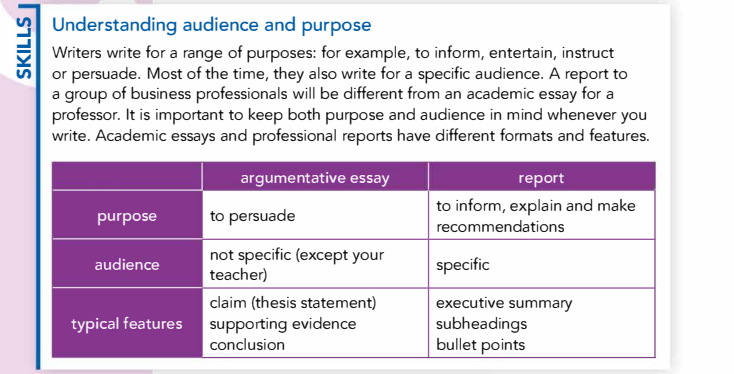 SKILLS
Understanding audience and purpose
Writers write for a range of purposes: for example, to inform, entertain, instruct
or persuade. Most of the time, they also write for a specific audience. A report to
a group of business professionals will be different from an academic essay for a
professor. It is important to keep both purpose and audience in mind whenever you
write. Academic essays and professional reports have different formats and features.
argumentative essay
report
purpose
to persuade
to inform, explain and make
recommendations
audience
not specific (except your
teacher)
specific
typical features
claim (thesis statement)
supporting evidence
conclusion
executive summary
subheadings
bullet points